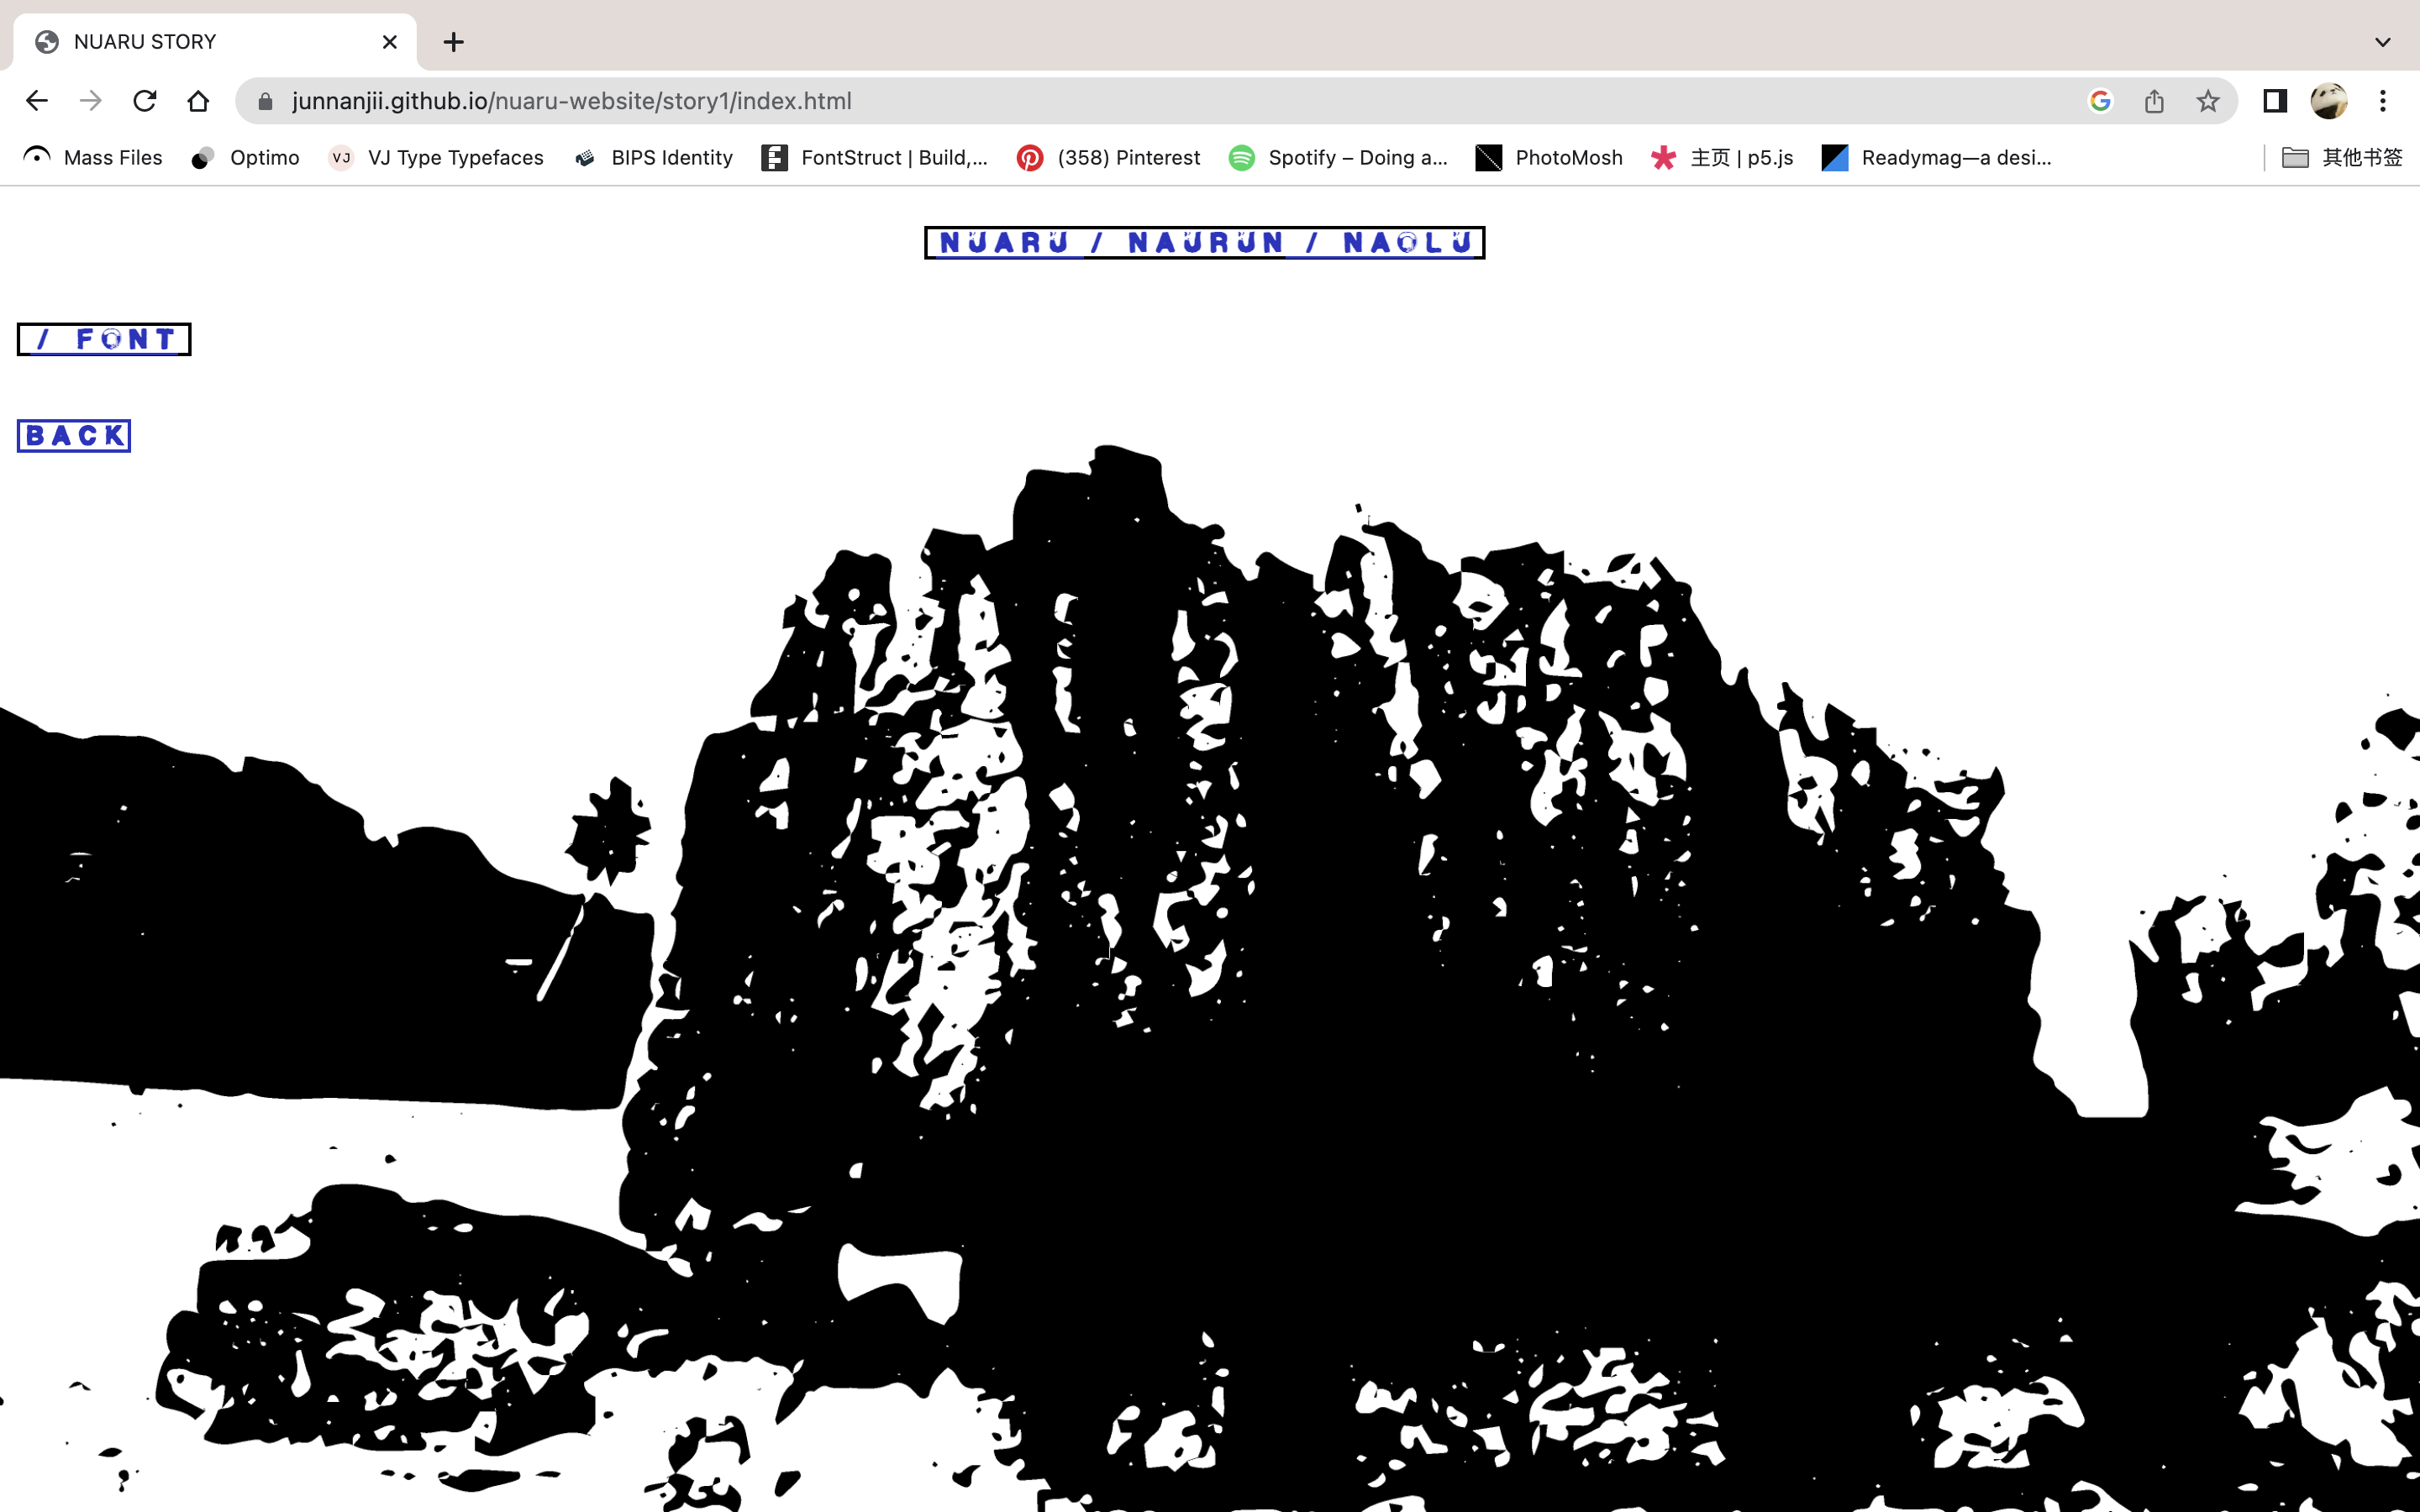 NUARU STORY
junnanjii.github.io/nuaru-website/story1/index.html
Mass Files Optimo VJ VJ Type Typefaces BIPS Identity FontStruct | Build,... (358) Pinterest Spotify – Doing a... PhotoMosh 主页 | p5.js Readymag—a desi... 其他书签
NUARU / NAURUN / NAOLU
/ FONT
BACK